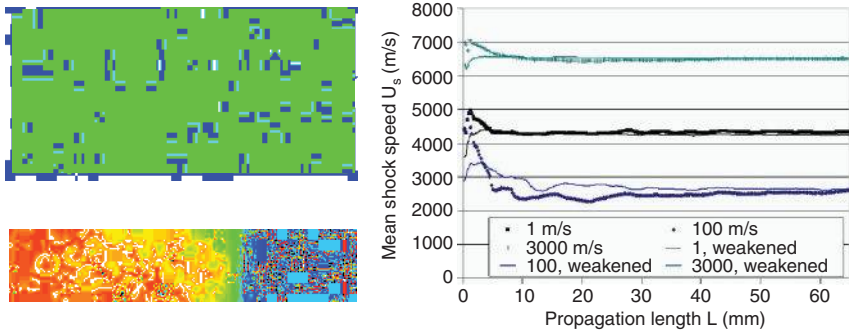 Mean shock speed Uₛ (m/s)
8000
7000
6000
5000
4000
3000
2000
1000
0
1 m/s
100 m/s
3000 m/s
1, weakened
100, weakened
3000, weakened
0 10 20 30 40 50 60
Propagation length L (mm)